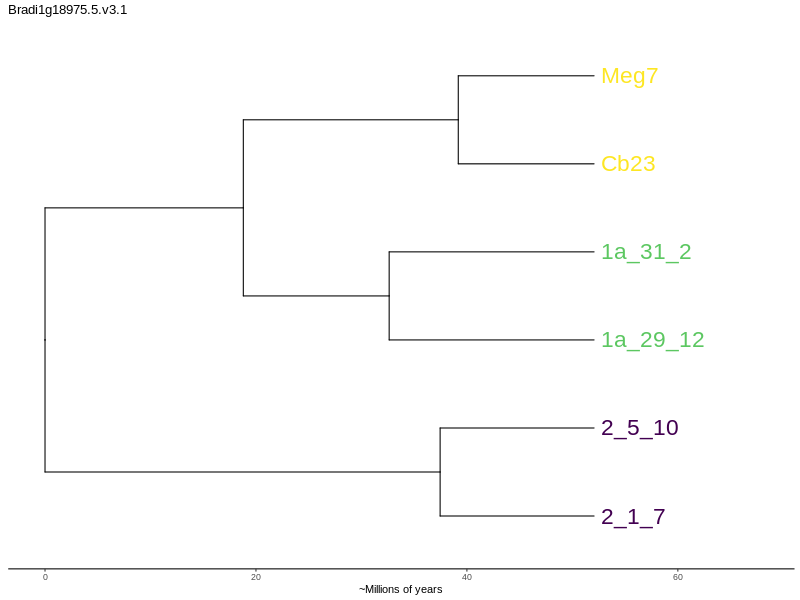 Bradi1g18975.5.v3.1
Meg7
Cb23
1a_31_2
1a_29_12
2_5_10
2_1_7
0 20 40 60
~Millions of years